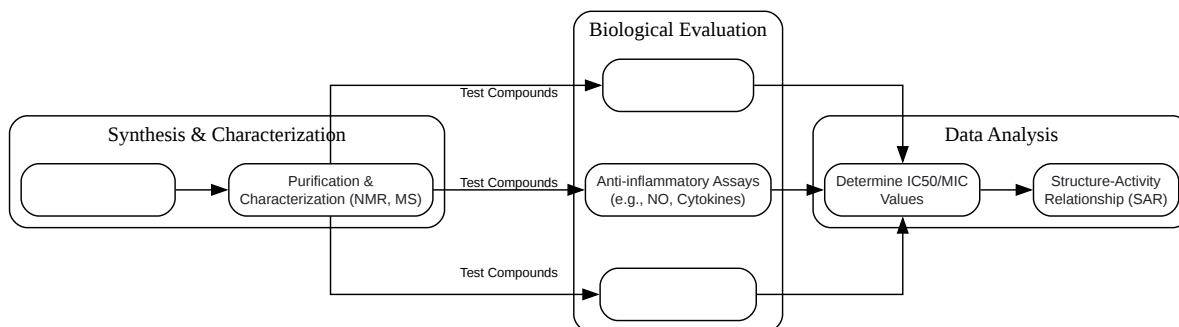 Biological Evaluation
Test Compounds
Synthesis & Characterization
Data Analysis
Purification &
Characterization (NMR, MS)
Test Compounds
Anti-inflammatory Assays
(e.g., NO, Cytokines)
Determine IC50/MIC
Values
Structure-Activity
Relationship (SAR)
Test Compounds